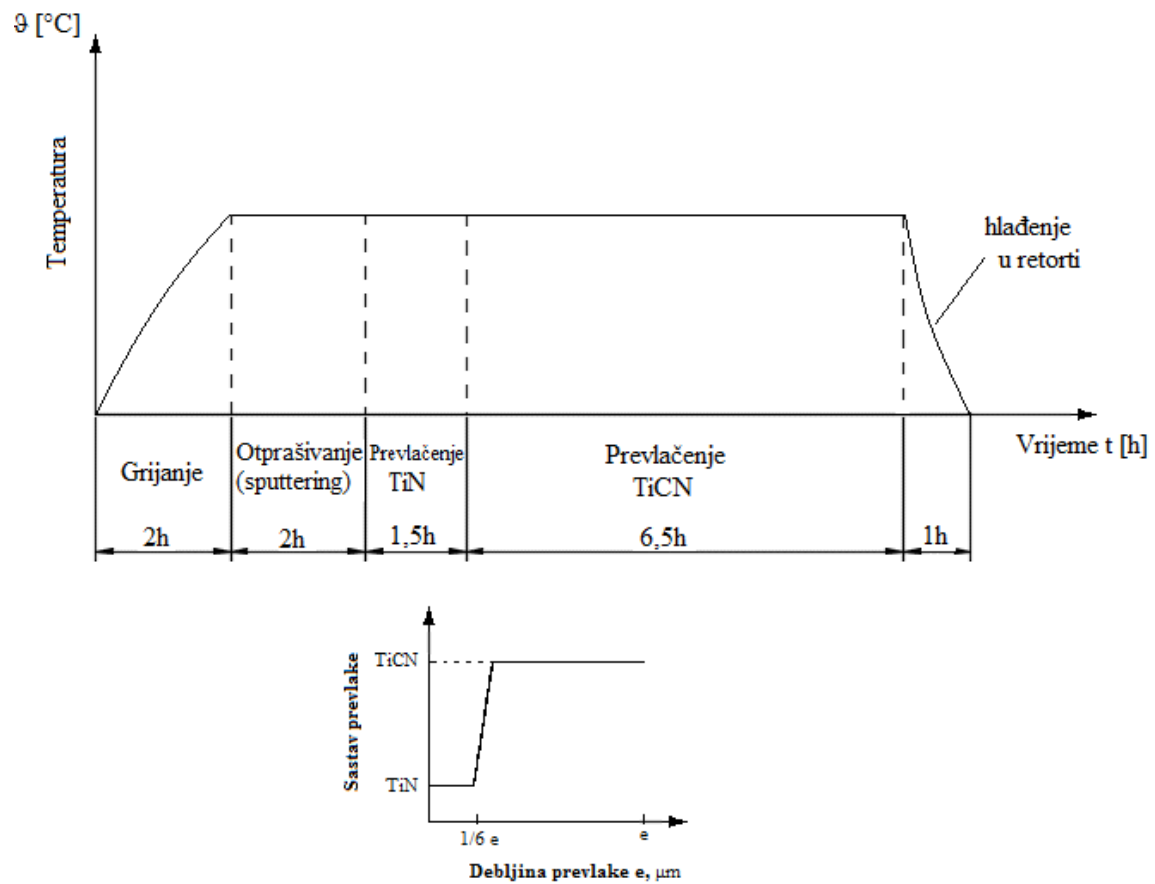 ϑ [°C]
Temperatura
hlađenje
u retorti
Vrijeme t [h]
Grijanje
Otprašivanje
(sputtering)
Prevlačenje
TiN
Prevlačenje
TiCN
2h
2h
1,5h
6,5h
1h
Sastav prevlake
TiCN
TiN
1/6 e
e
Debljina prevlake e, μm